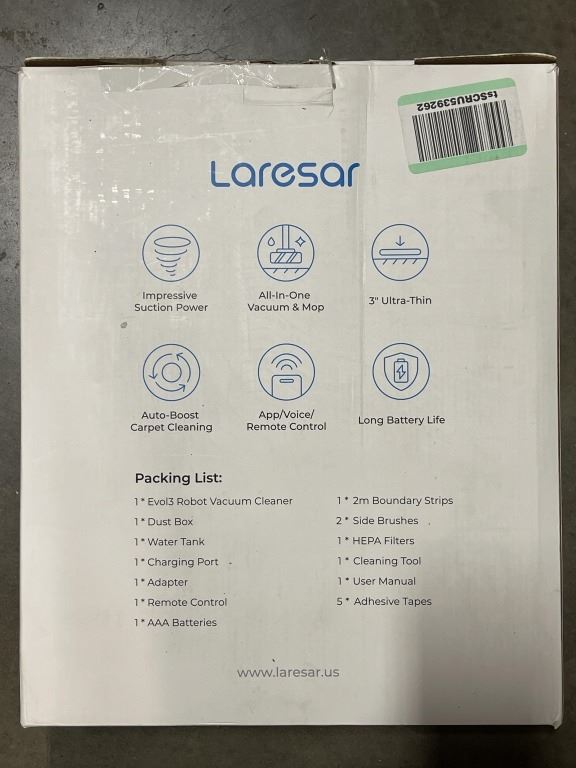 tsSCRU539262
Laresar
Impressive
Suction Power
All-In-One
Vacuum & Mop
3" Ultra-Thin
Auto-Boost
Carpet Cleaning
App/Voice/
Remote Control
Long Battery Life
Packing List:
1 * Evol3 Robot Vacuum Cleaner
1 * Dust Box
1 * Water Tank
1 * Charging Port
1 * Adapter
1 * Remote Control
1 * AAA Batteries
1 * 2m Boundary Strips
2 * Side Brushes
1 * HEPA Filters
1 * Cleaning Tool
1 * User Manual
5 * Adhesive Tapes
www.laresar.us